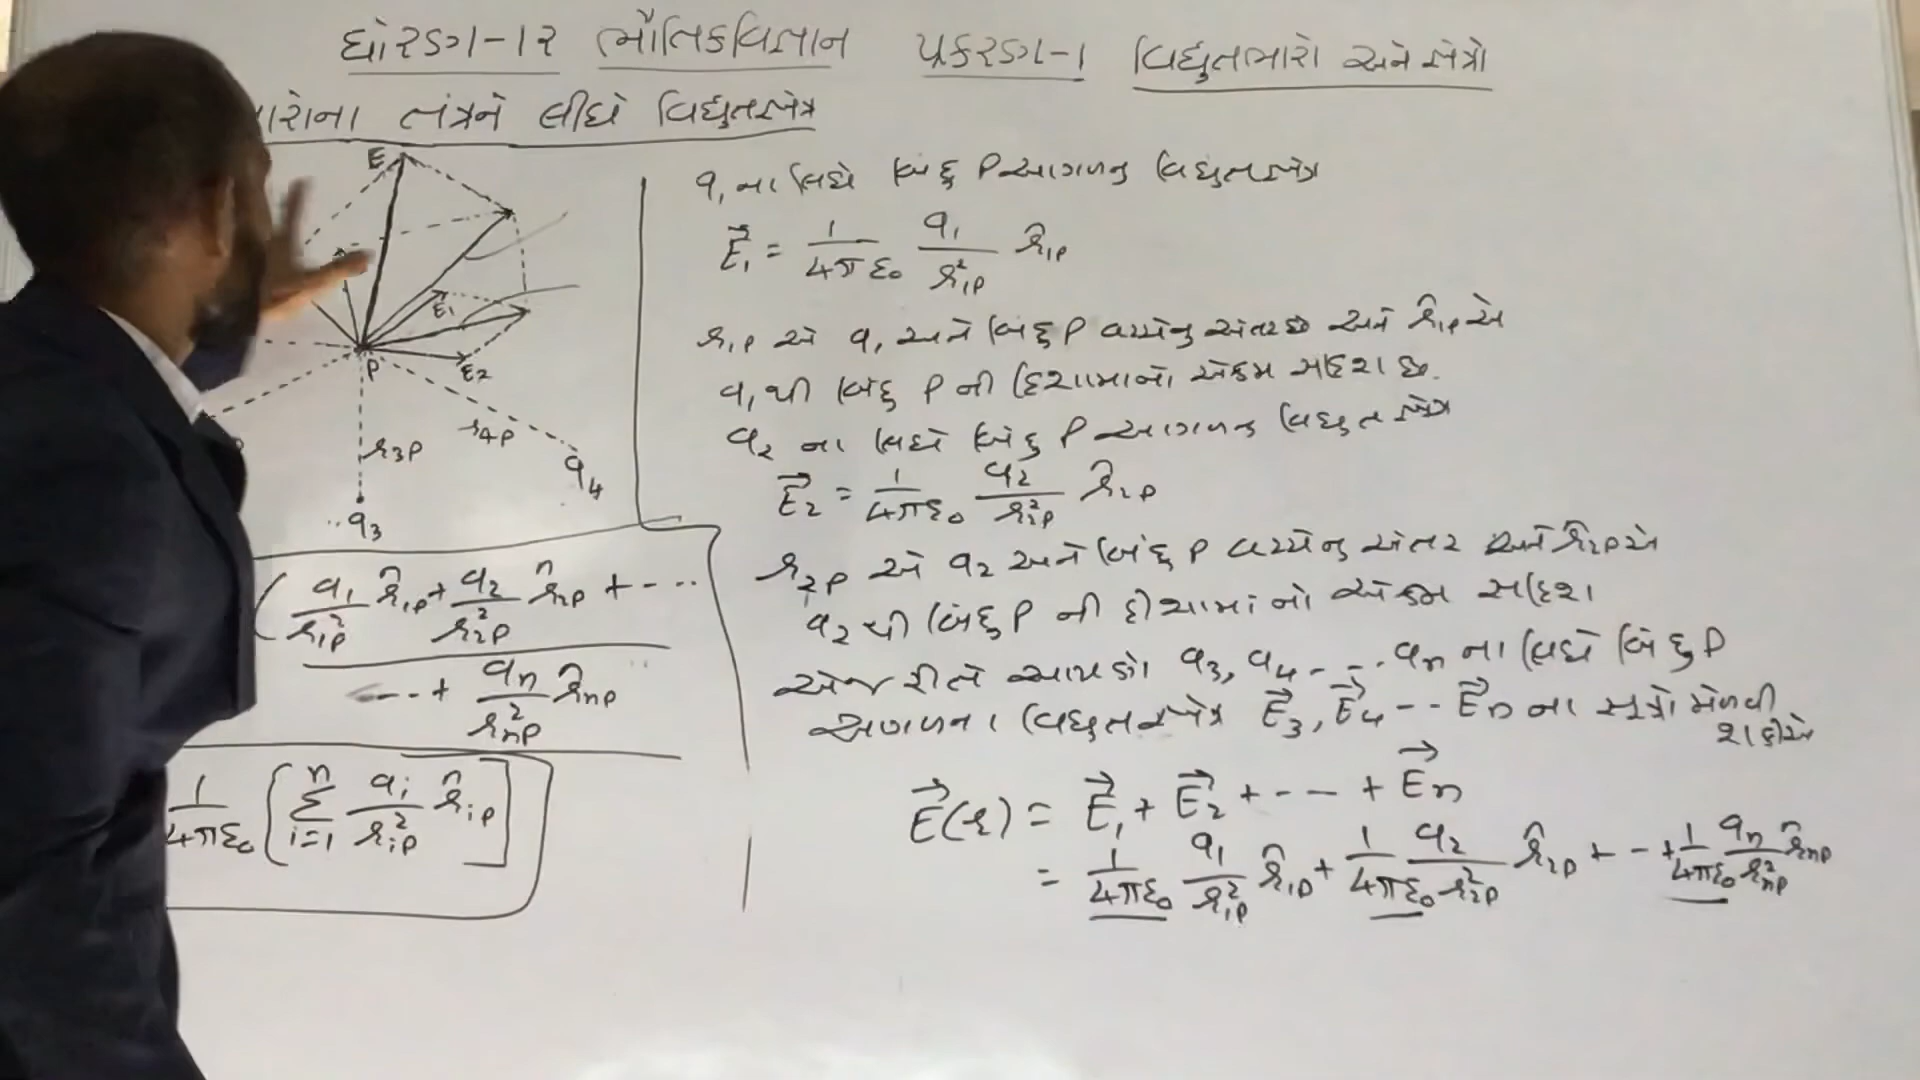 ધોરણ-૧૨ ભૌતિકવિજ્ઞાન પ્રકરણ-1 વિદ્યુતભારો અને ક્ષેત્રો
ારોના તંત્રને લીધે વિદ્યુતક્ષેત્ર
E
E₁
P
E₂
r₃P
r₄P
q₄
q₃
( q₁/r²₁P r̂₁P + q₂/r²₂P r̂₂P + - - -
- - - + qₙ/r²ₙP r̂ₙP
1/4πε₀ [ Σ i=1 n qᵢ/r²ᵢP r̂ᵢP ]
q₁ ના લિધે બિંદુ P આગળનુ વિદ્યુતક્ષેત્ર
E⃗₁ = 1/4πε₀ q₁/r²₁P r̂₁P
r₁P એ q₁ અને બિંદુ P વચ્ચેનુ અંતર છે અને r̂₁P એ
q₁ થી બિંદુ P ની દિશામાંનો એકમ સદિશ છે.
q₂ ના લિધે બિંદુ P આગળનુ વિદ્યુતક્ષેત્ર
E⃗₂ = 1/4πε₀ q₂/r²₂P r̂₂P
r₂P એ q₂ અને બિંદુ P વચ્ચેનુ અંતર અને r̂₂P એ
q₂ થી બિંદુ P ની દીશામાંનો એકમ સદિશ
એજ રીતે આપણે q₃, q₄ - - - qₙ ના લિધે બિંદુ P
આગળના વિદ્યુતક્ષેત્ર E⃗₃, E⃗₄ - - E⃗ₙ ના સૂત્રો મેળવી
શકીએ
E⃗(r) = E⃗₁ + E⃗₂ + - - - + E⃗ₙ
= 1/4πε₀ q₁/r²₁P r̂₁P + 1/4πε₀ q₂/r²₂P r̂₂P + - - + 1/4πε₀ qₙ/r²ₙP r̂ₙP